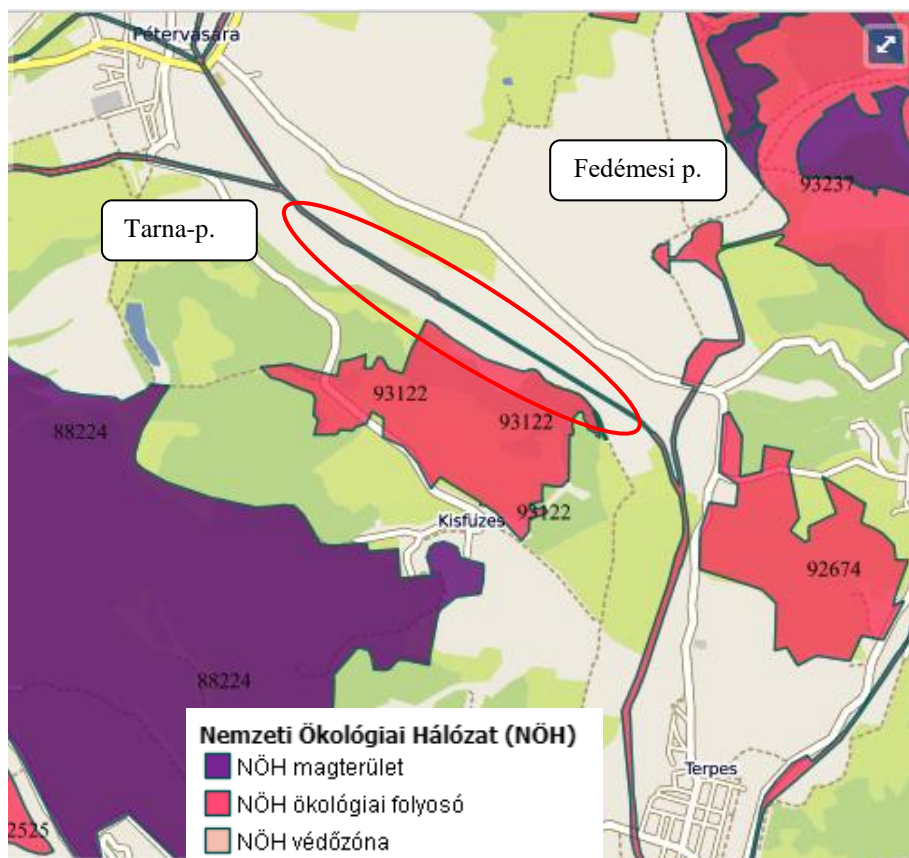 Pétervására
Fedémesi p.
93237
Tarna-p.
93122
93122
88224
93122
Kisfüzes
92674
88224
Nemzeti Ökológiai Hálózat (NÖH)
NÖH magterület
NÖH ökológiai folyosó
NÖH védőzóna
Terpes
2525